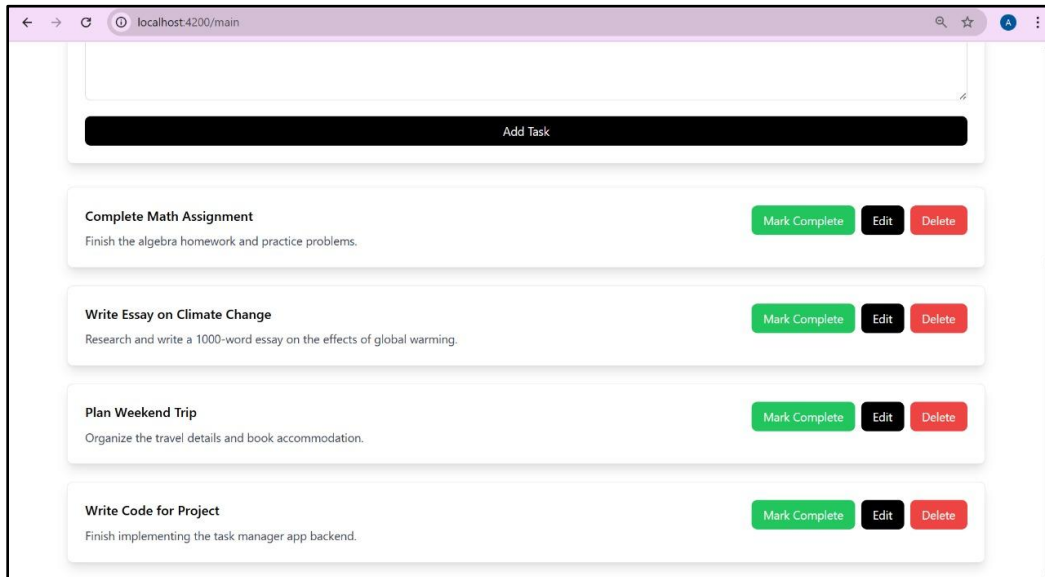 localhost:4200/main
A
Add Task
Complete Math Assignment
Mark Complete Edit Delete
Finish the algebra homework and practice problems.
Write Essay on Climate Change
Mark Complete Edit Delete
Research and write a 1000-word essay on the effects of global warming.
Plan Weekend Trip
Mark Complete Edit Delete
Organize the travel details and book accommodation.
Write Code for Project
Mark Complete Edit Delete
Finish implementing the task manager app backend.